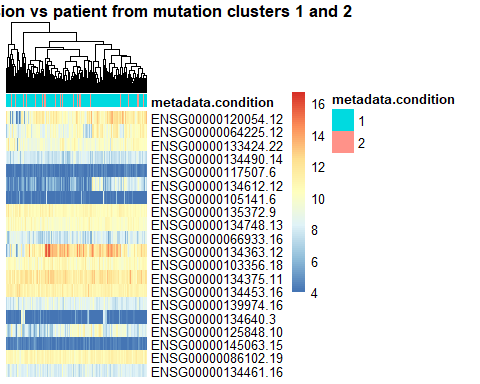 sion vs patient from mutation clusters 1 and 2
metadata.condition
ENSG00000120054.12
ENSG00000064225.12
ENSG00000133424.22
ENSG00000134490.14
ENSG00000117507.6
ENSG00000134612.12
ENSG00000105141.6
ENSG00000135372.9
ENSG00000134748.13
ENSG00000066933.16
ENSG00000134363.12
ENSG00000103356.18
ENSG00000134375.11
ENSG00000134453.16
ENSG00000139974.16
ENSG00000134640.3
ENSG00000125848.10
ENSG00000145063.15
ENSG00000086102.19
ENSG00000134461.16
16
14
12
10
8
6
4
metadata.condition
1
2